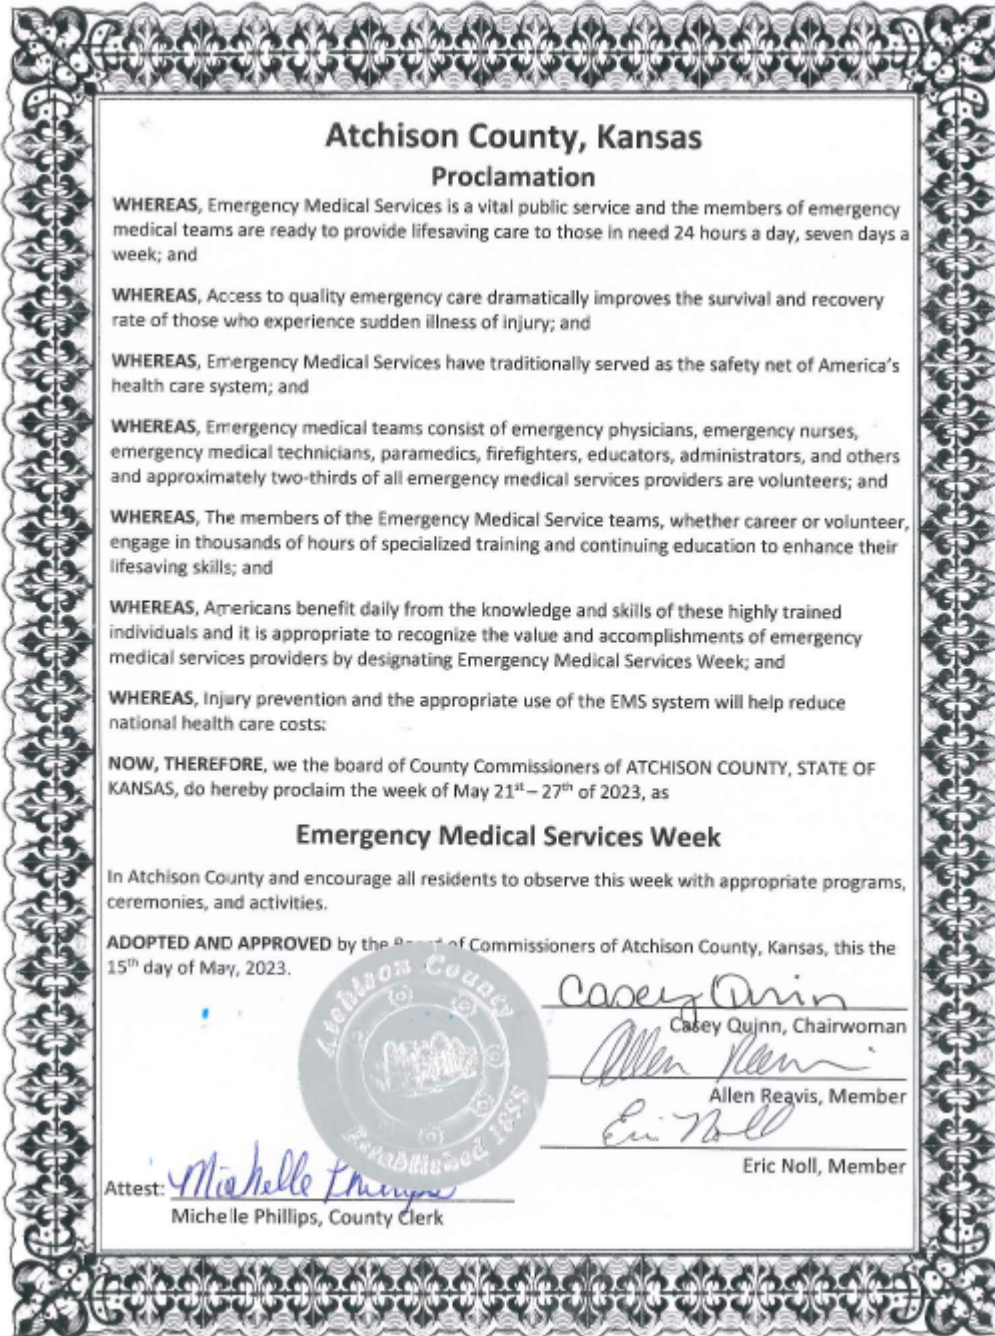 Atchison County, Kansas
Proclamation
WHEREAS, Emergency Medical Services is a vital public service and the members of emergency
medical teams are ready to provide lifesaving care to those in need 24 hours a day, seven days a
week; and
WHEREAS, Access to quality emergency care dramatically improves the survival and recovery
rate of those who experience sudden illness of injury; and
WHEREAS, Emergency Medical Services have traditionally served as the safety net of America's
health care system; and
WHEREAS, Emergency medical teams consist of emergency physicians, emergency nurses,
emergency medical technicians, paramedics, firefighters, educators, administrators, and others
and approximately two-thirds of all emergency medical services providers are volunteers; and
WHEREAS, The members of the Emergency Medical Service teams, whether career or volunteer,
engage in thousands of hours of specialized training and continuing education to enhance their
lifesaving skills; and
WHEREAS, Americans benefit daily from the knowledge and skills of these highly trained
individuals and it is appropriate to recognize the value and accomplishments of emergency
medical services providers by designating Emergency Medical Services Week; and
WHEREAS, Injury prevention and the appropriate use of the EMS system will help reduce
national health care costs:
NOW, THEREFORE, we the board of County Commissioners of ATCHISON COUNTY, STATE OF
KANSAS, do hereby proclaim the week of May 21st – 27th of 2023, as
Emergency Medical Services Week
In Atchison County and encourage all residents to observe this week with appropriate programs,
ceremonies, and activities.
ADOPTED AND APPROVED by the Board of Commissioners of Atchison County, Kansas, this the
15th day of May, 2023.
Atchison County
Established 1855
Casey Quinn
Casey Quinn, Chairwoman
Allen Reavis
Allen Reavis, Member
Eric Noll
Eric Noll, Member
Attest: Michelle Phillips
Michelle Phillips, County Clerk